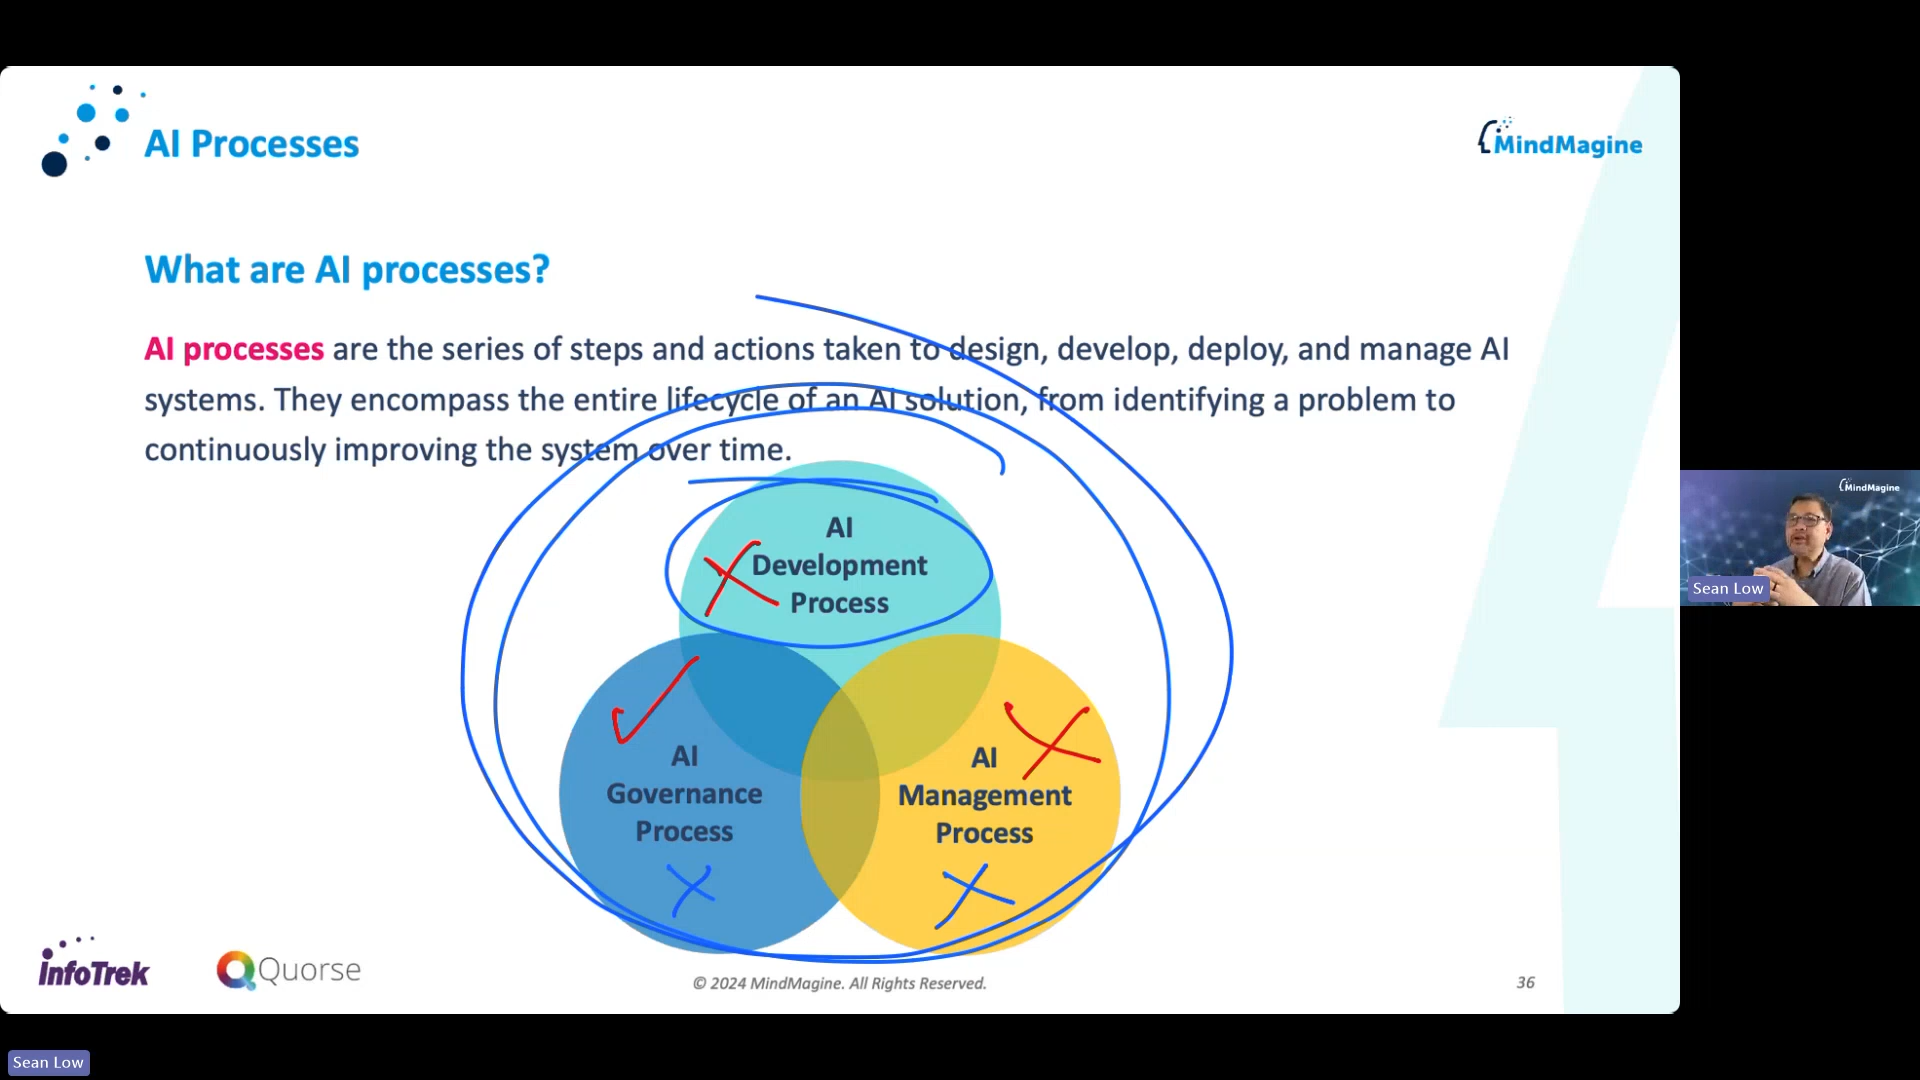 AI Processes
MindMagine
What are AI processes?
AI processes are the series of steps and actions taken to design, develop, deploy, and manage AI
systems. They encompass the entire lifecycle of an AI solution, from identifying a problem to
continuously improving the system over time.
AI
Development
Process
AI
Governance
Process
AI
Management
Process
MindMagine
Sean Low
InfoTrek
Quorse
© 2024 MindMagine. All Rights Reserved.
36
Sean Low